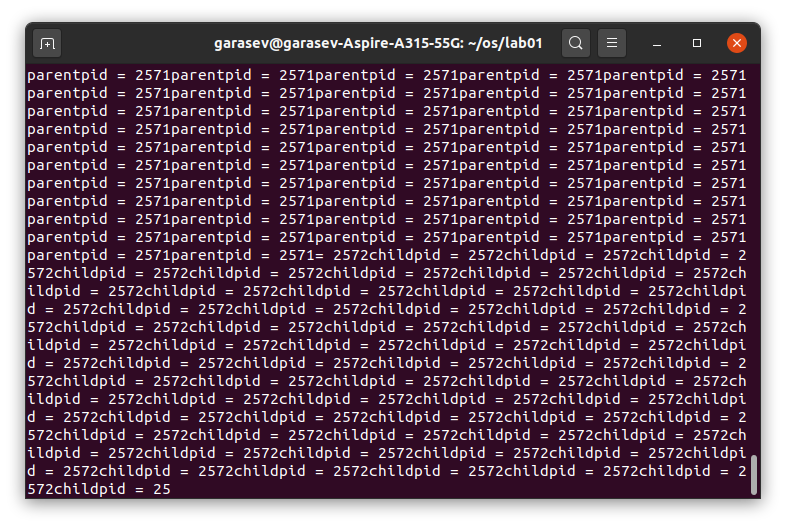 garasev@garasev-Aspire-A315-55G: ~/os/lab01
parentpid = 2571parentpid = 2571parentpid = 2571parentpid = 2571parentpid = 2571
parentpid = 2571parentpid = 2571parentpid = 2571parentpid = 2571parentpid = 2571
parentpid = 2571parentpid = 2571parentpid = 2571parentpid = 2571parentpid = 2571
parentpid = 2571parentpid = 2571parentpid = 2571parentpid = 2571parentpid = 2571
parentpid = 2571parentpid = 2571parentpid = 2571parentpid = 2571parentpid = 2571
parentpid = 2571parentpid = 2571parentpid = 2571parentpid = 2571parentpid = 2571
parentpid = 2571parentpid = 2571parentpid = 2571parentpid = 2571parentpid = 2571
parentpid = 2571parentpid = 2571parentpid = 2571parentpid = 2571parentpid = 2571
parentpid = 2571parentpid = 2571parentpid = 2571parentpid = 2571parentpid = 2571
parentpid = 2571parentpid = 2571parentpid = 2571parentpid = 2571parentpid = 2571
parentpid = 2571parentpid = 2571= 2572childpid = 2572childpid = 2572childpid = 2
572childpid = 2572childpid = 2572childpid = 2572childpid = 2572childpid = 2572ch
ildpid = 2572childpid = 2572childpid = 2572childpid = 2572childpid = 2572childpi
d = 2572childpid = 2572childpid = 2572childpid = 2572childpid = 2572childpid = 2
572childpid = 2572childpid = 2572childpid = 2572childpid = 2572childpid = 2572ch
ildpid = 2572childpid = 2572childpid = 2572childpid = 2572childpid = 2572childpi
d = 2572childpid = 2572childpid = 2572childpid = 2572childpid = 2572childpid = 2
572childpid = 2572childpid = 2572childpid = 2572childpid = 2572childpid = 2572ch
ildpid = 2572childpid = 2572childpid = 2572childpid = 2572childpid = 2572childpi
d = 2572childpid = 2572childpid = 2572childpid = 2572childpid = 2572childpid = 2
572childpid = 2572childpid = 2572childpid = 2572childpid = 2572childpid = 2572ch
ildpid = 2572childpid = 2572childpid = 2572childpid = 2572childpid = 2572childpi
d = 2572childpid = 2572childpid = 2572childpid = 2572childpid = 2572childpid = 2
572childpid = 25